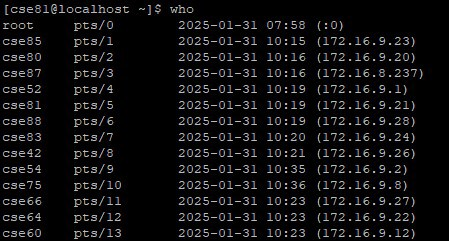 [cse81@localhost ~]$ who
root     pts/0        2025-01-31 07:58 (:0)
cse85    pts/1        2025-01-31 10:15 (172.16.9.23)
cse80    pts/2        2025-01-31 10:16 (172.16.9.20)
cse87    pts/3        2025-01-31 10:16 (172.16.8.237)
cse52    pts/4        2025-01-31 10:19 (172.16.9.1)
cse81    pts/5        2025-01-31 10:19 (172.16.9.21)
cse88    pts/6        2025-01-31 10:19 (172.16.9.28)
cse83    pts/7        2025-01-31 10:20 (172.16.9.24)
cse42    pts/8        2025-01-31 10:21 (172.16.9.26)
cse54    pts/9        2025-01-31 10:35 (172.16.9.2)
cse75    pts/10       2025-01-31 10:36 (172.16.9.8)
cse66    pts/11       2025-01-31 10:23 (172.16.9.27)
cse64    pts/12       2025-01-31 10:23 (172.16.9.22)
cse60    pts/13       2025-01-31 10:23 (172.16.9.12)